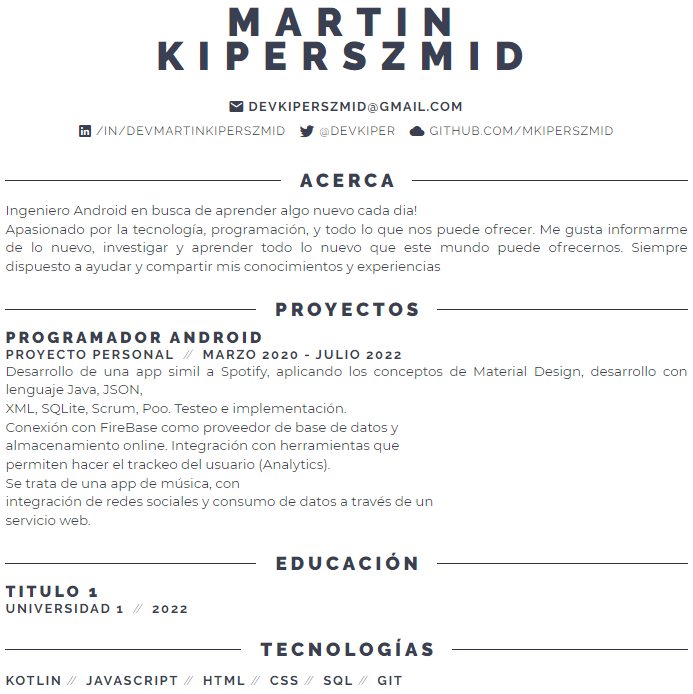 MARTIN
KIPERSZMID
DEVKIPERSZMID@GMAIL.COM
/IN/DEVMARTINKIPERSZMID @DEVKIPER GITHUB.COM/MKIPERSZMID
ACERCA
Ingeniero Android en busca de aprender algo nuevo cada dia!
Apasionado por la tecnología, programación, y todo lo que nos puede ofrecer. Me gusta informarme
de lo nuevo, investigar y aprender todo lo nuevo que este mundo puede ofrecernos. Siempre
dispuesto a ayudar y compartir mis conocimientos y experiencias
PROYECTOS
PROGRAMADOR ANDROID
PROYECTO PERSONAL // MARZO 2020 - JULIO 2022
Desarrollo de una app simil a Spotify, aplicando los conceptos de Material Design, desarrollo con
lenguaje Java, JSON,
XML, SQLite, Scrum, Poo. Testeo e implementación.
Conexión con FireBase como proveedor de base de datos y
almacenamiento online. Integración con herramientas que
permiten hacer el trackeo del usuario (Analytics).
Se trata de una app de música, con
integración de redes sociales y consumo de datos a través de un
servicio web.
EDUCACIÓN
TITULO 1
UNIVERSIDAD 1 // 2022
TECNOLOGÍAS
KOTLIN // JAVASCRIPT // HTML // CSS // SQL // GIT